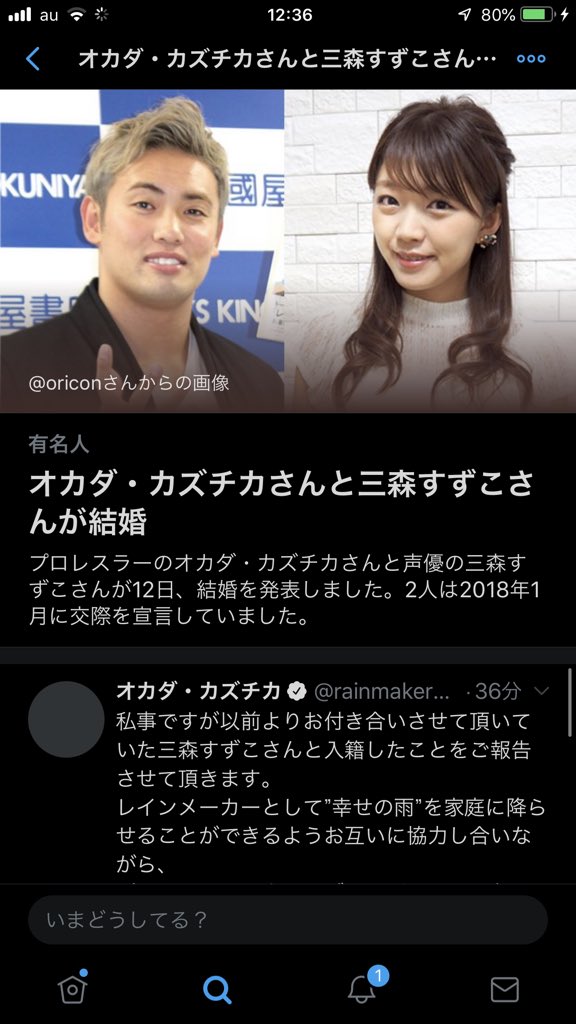 au
12:36
80%
オカダ・カズチカさんと三森すずこさん…
KUNIYA
國屋
屋書
S KIN
@oriconさんからの画像
有名人
オカダ・カズチカさんと三森すずこさ
んが結婚
プロレスラーのオカダ・カズチカさんと声優の三森す
ずこさんが12日、結婚を発表しました。2人は2018年1
月に交際を宣言していました。
オカダ・カズチカ @rainmaker... ・36分
私事ですが以前よりお付き合いさせて頂いて
いた三森すずこさんと入籍したことをご報告
させて頂きます。
レインメーカーとして”幸せの雨”を家庭に降ら
せることができるようお互いに協力し合いな
がら、
いまどうしてる？
1